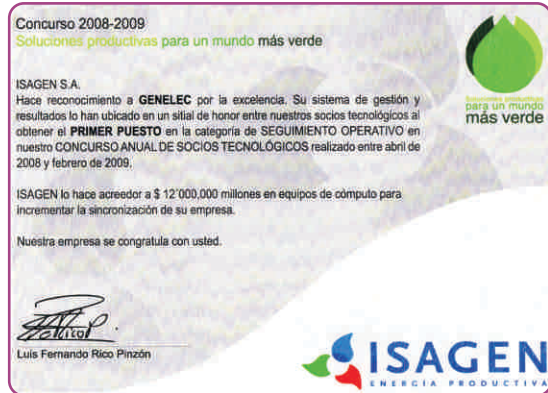 Concurso 2008-2009
Soluciones productivas para un mundo más verde
Soluciones productivas
para un mundo
más verde
ISAGEN S.A.
Hace reconocimiento a GENELEC por la excelencia. Su sistema de gestión y
resultados lo han ubicado en un sitial de honor entre nuestros socios tecnológicos al
obtener el PRIMER PUESTO en la categoría de SEGUIMIENTO OPERATIVO en
nuestro CONCURSO ANUAL DE SOCIOS TECNOLÓGICOS realizado entre abril de
2008 y febrero de 2009.
ISAGEN lo hace acreedor a $ 12'000,000 millones en equipos de cómputo para
incrementar la sincronización de su empresa.
Nuestra empresa se congratula con usted.
Luis Fernando Rico Pinzón
ISAGEN
ENERGÍA PRODUCTIVA